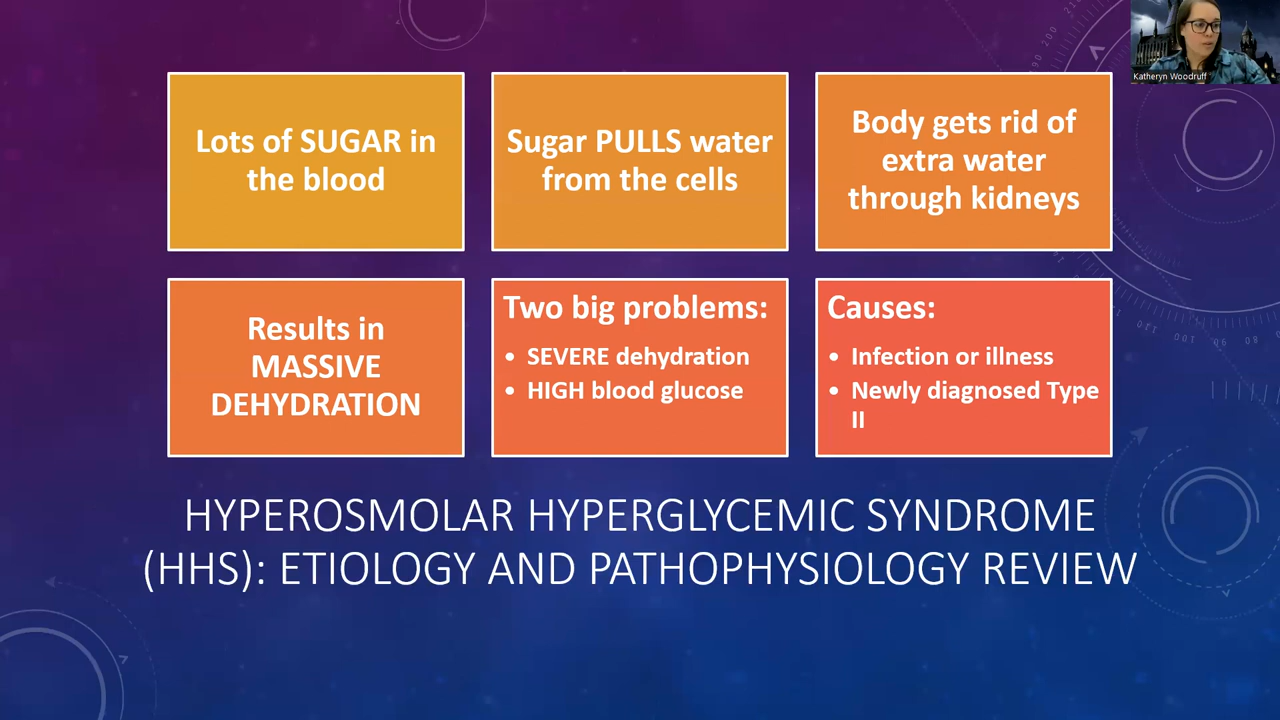 Katheryn Woodruff
Lots of SUGAR in
the blood
Sugar PULLS water
from the cells
Body gets rid of
extra water
through kidneys
Results in
MASSIVE
DEHYDRATION
Two big problems:
• SEVERE dehydration
• HIGH blood glucose
Causes:
• Infection or illness
• Newly diagnosed Type
II
HYPEROSMOLAR HYPERGLYCEMIC SYNDROME
(HHS): ETIOLOGY AND PATHOPHYSIOLOGY REVIEW